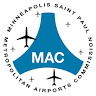 MINNEAPOLIS SAINT PAUL
MAC
METROPOLITAN AIRPORTS COMMISSION